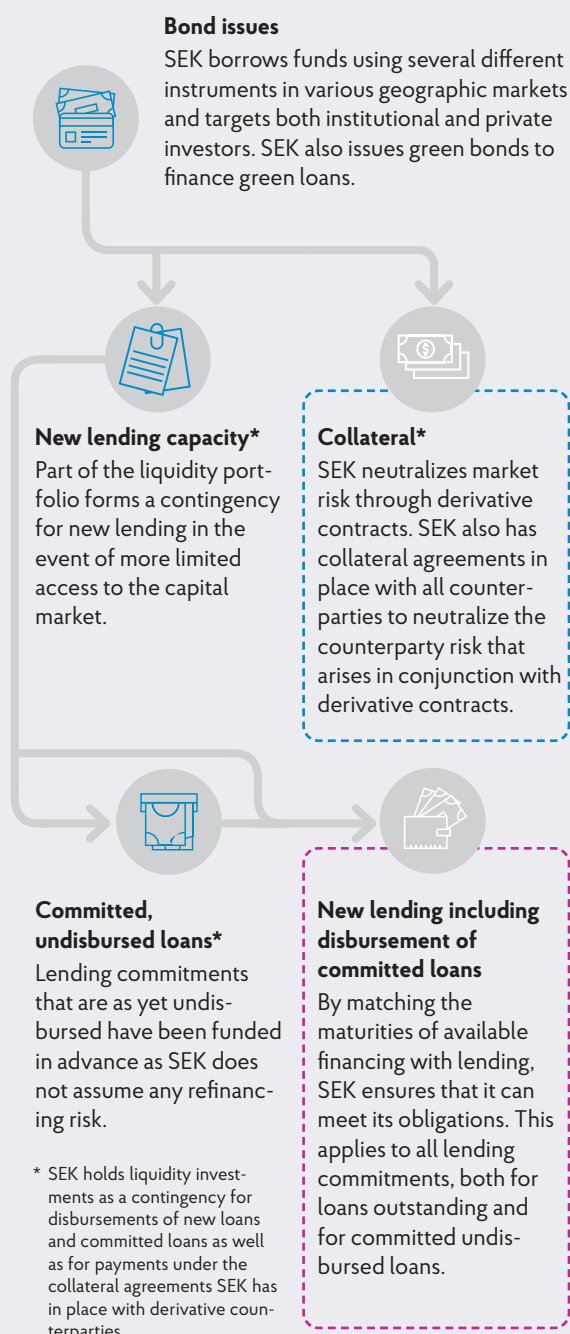 Bond issues
SEK borrows funds using several different
instruments in various geographic markets
and targets both institutional and private
investors. SEK also issues green bonds to
finance green loans.
New lending capacity*
Part of the liquidity port-
folio forms a contingency
for new lending in the
event of more limited
access to the capital
market.
Collateral*
SEK neutralizes market
risk through derivative
contracts. SEK also has
collateral agreements in
place with all counter-
parties to neutralize the
counterparty risk that
arises in conjunction with
derivative contracts.
Committed,
undisbursed loans*
Lending commitments
that are as yet undis-
bursed have been funded
in advance as SEK does
not assume any refinanc-
ing risk.
* SEK holds liquidity invest-
ments as a contingency for
disbursements of new loans
and committed loans as well
as for payments under the
collateral agreements SEK has
in place with derivative coun-
terparties
New lending including
disbursement of
committed loans
By matching the
maturities of available
financing with lending,
SEK ensures that it can
meet its obligations. This
applies to all lending
commitments, both for
loans outstanding and
for committed undis-
bursed loans.